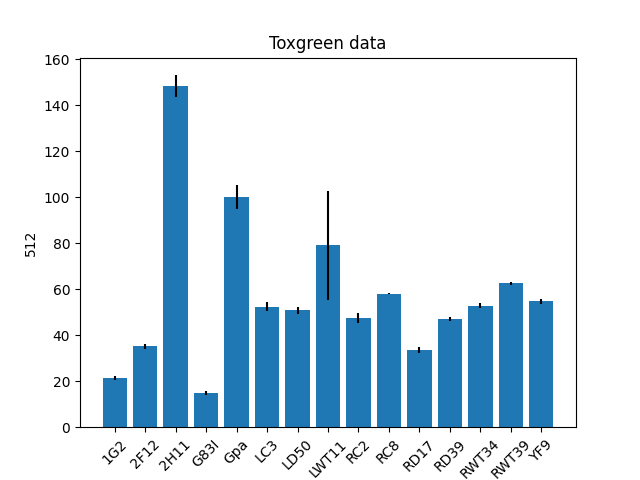 Toxgreen data
160
140
120
100
80
60
40
20
0
512
1G2
2F12
2H11
G83I
Gpa
LC3
LD50
LWT11
RC2
RC8
RD17
RD39
RWT34
RWT39
YF9